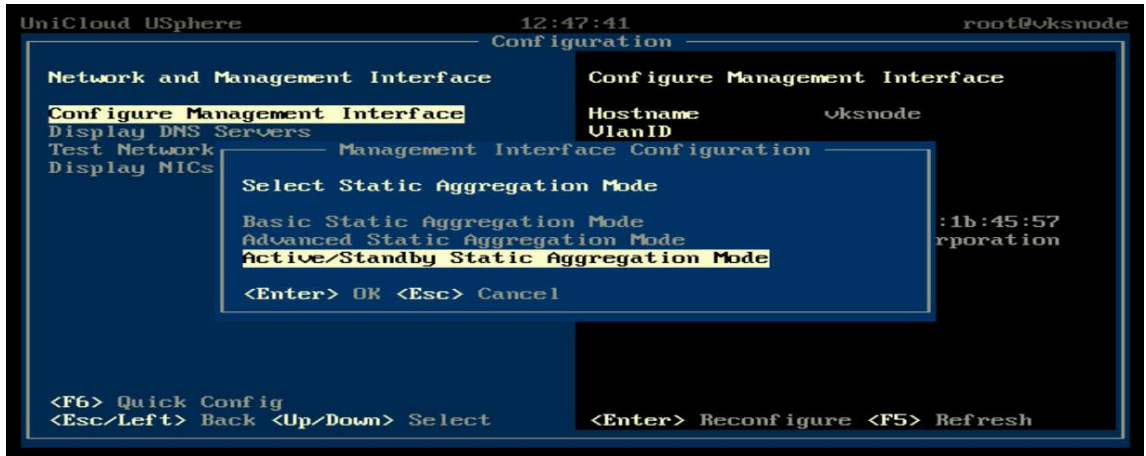 UniCloud USphere 12:47:41 root@vksnode
Configuration
Network and Management Interface
Configure Management Interface
Display DNS Servers
Test Network
Display NICs
Configure Management Interface
Hostname vksnode
VlanID
:1b:45:57
rporation
Management Interface Configuration
Select Static Aggregation Mode
Basic Static Aggregation Mode
Advanced Static Aggregation Mode
Active/Standby Static Aggregation Mode
<Enter> OK <Esc> Cancel
<F6> Quick Config
<Esc/Left> Back <Up/Down> Select
<Enter> Reconfigure <F5> Refresh